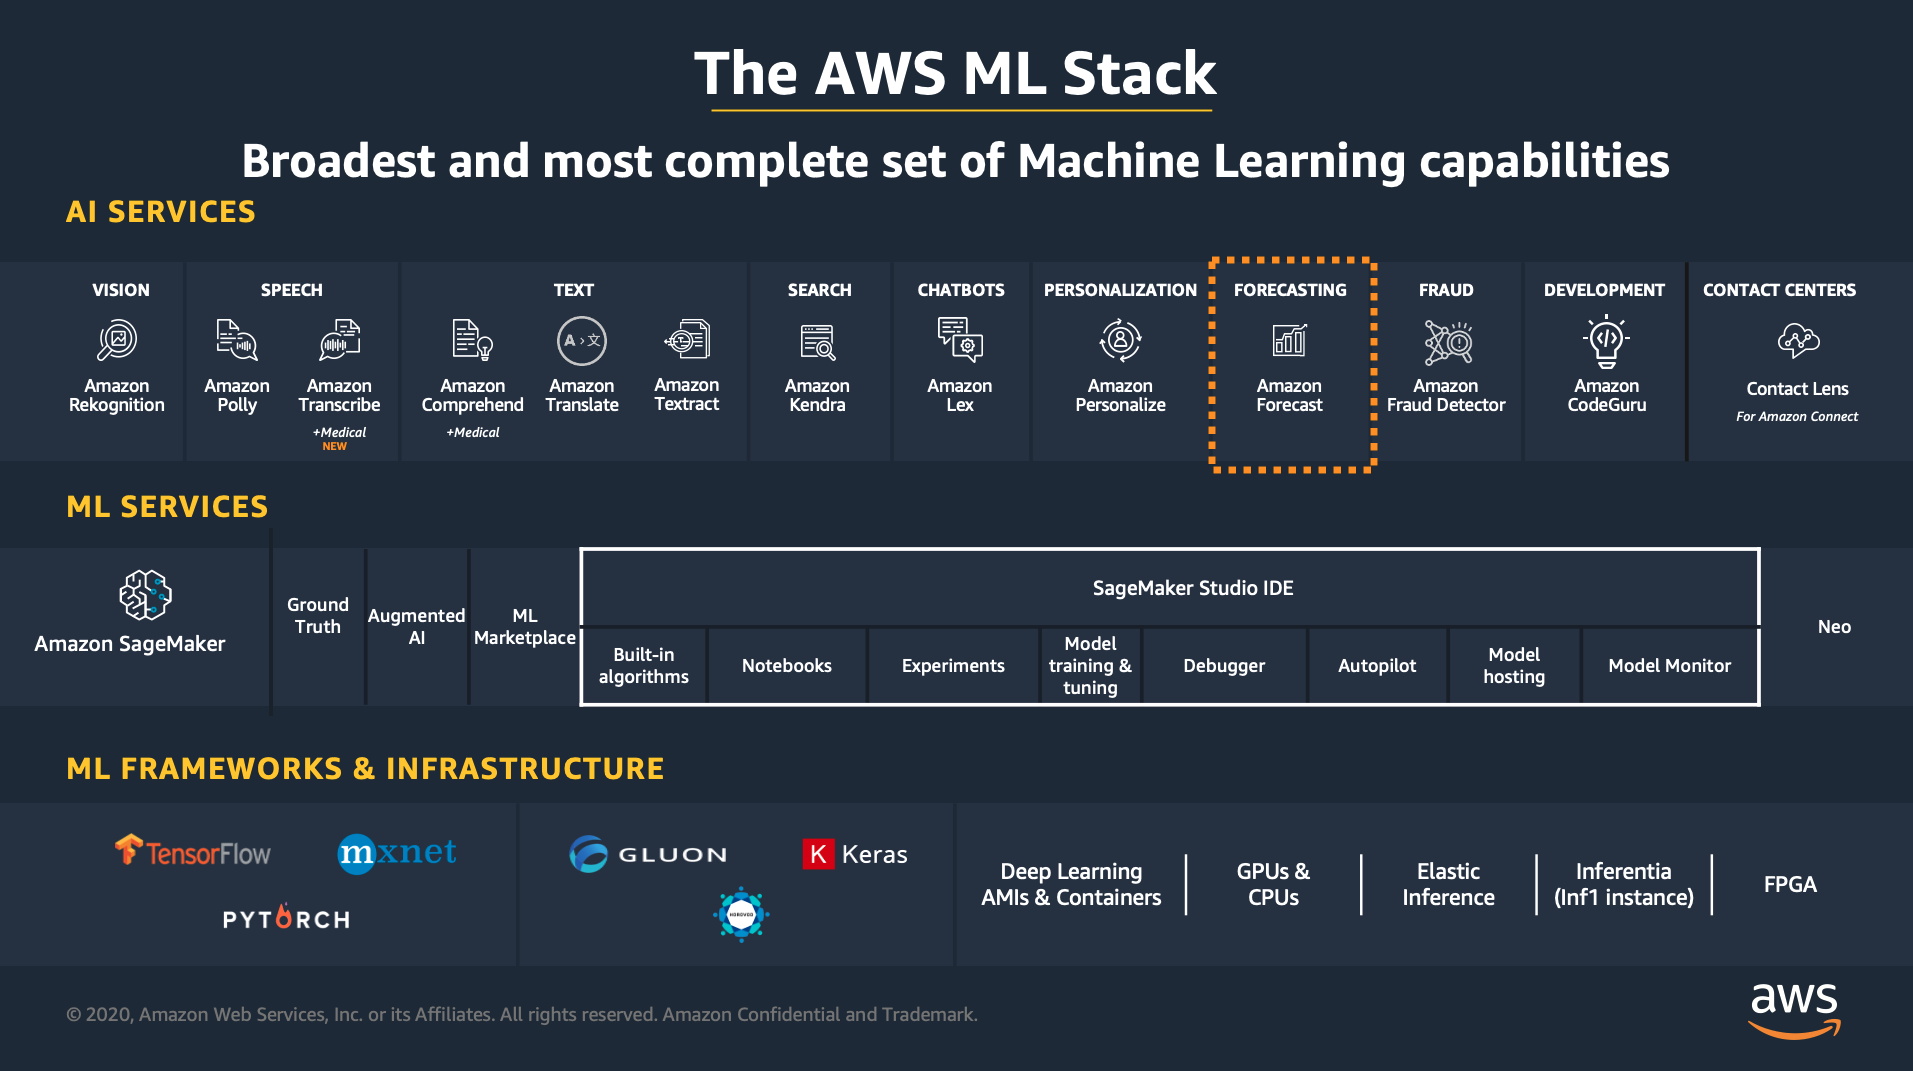 The AWS ML Stack
Broadest and most complete set of Machine Learning capabilities
AI SERVICES
VISION
Amazon
Rekognition
SPEECH
Amazon
Polly
Amazon
Transcribe
+Medical
NEW
TEXT
Amazon
Comprehend
+Medical
A › 文
Amazon
Translate
Amazon
Textract
SEARCH
Amazon
Kendra
CHATBOTS
Amazon
Lex
PERSONALIZATION
Amazon
Personalize
FORECASTING
Amazon
Forecast
FRAUD
Amazon
Fraud Detector
DEVELOPMENT
</>
Amazon
CodeGuru
CONTACT CENTERS
Contact Lens
For Amazon Connect
ML SERVICES
Amazon SageMaker
Ground
Truth
Augmented
AI
ML
Marketplace
SageMaker Studio IDE
Built-in
algorithms
Notebooks
Experiments
Model
training &
tuning
Debugger
Autopilot
Model
hosting
Model Monitor
Neo
ML FRAMEWORKS & INFRASTRUCTURE
TensorFlow
mxnet
PYTORCH
GLUON
K Keras
HOROVOD
Deep Learning
AMIs & Containers
GPUs &
CPUs
Elastic
Inference
Inferentia
(Inf1 instance)
FPGA
© 2020, Amazon Web Services, Inc. or its Affiliates. All rights reserved. Amazon Confidential and Trademark.
aws